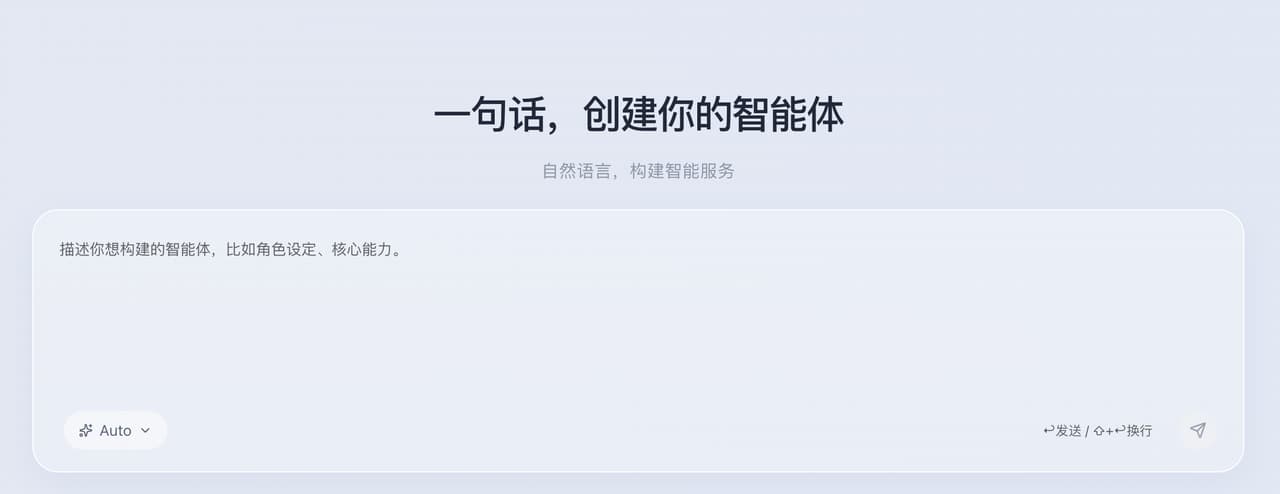 一句话，创建你的智能体
自然语言，构建智能服务
描述你想构建的智能体，比如角色设定、核心能力。
Auto
↩发送 / ⇧+↩换行